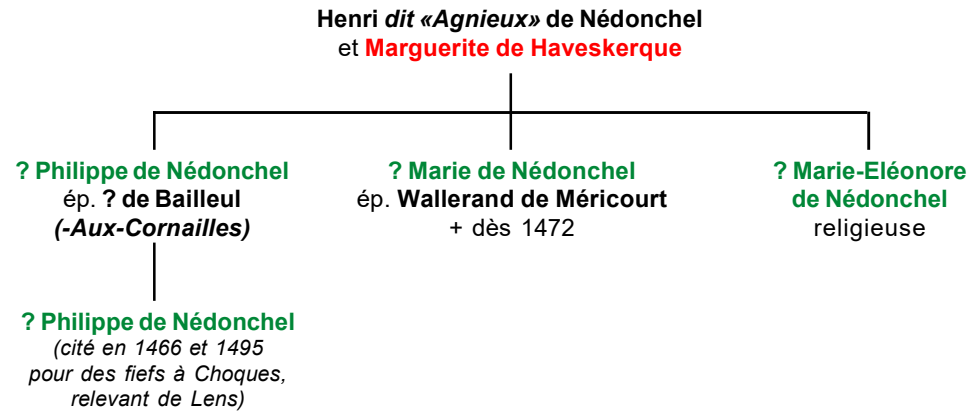 Henri dit «Agnieux» de Nédonchel
et Marguerite de Haveskerque
? Philippe de Nédonchel
ép. ? de Bailleul
(-Aux-Cornailles)
? Marie de Nédonchel
ép. Wallerand de Méricourt
+ dès 1472
? Marie-Eléonore
de Nédonchel
religieuse
? Philippe de Nédonchel
(cité en 1466 et 1495
pour des fiefs à Choques,
relevant de Lens)